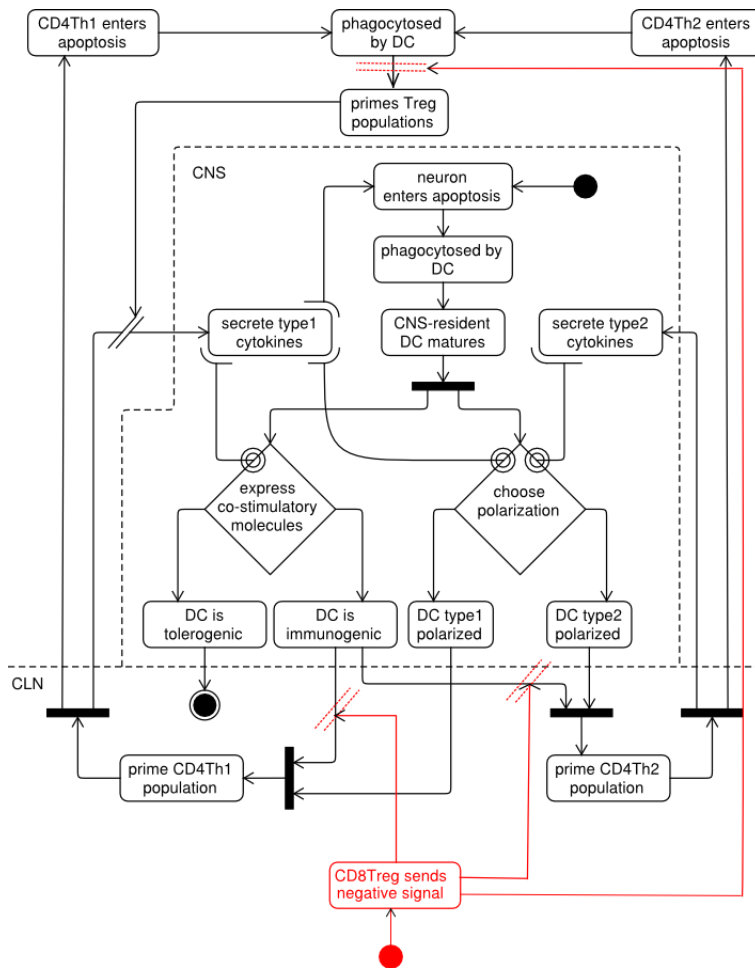 CD4Th1 enters
apoptosis
phagocytosed
by DC
CD4Th2 enters
apoptosis
primes Treg
populations
CNS
neuron
enters apoptosis
phagocytosed by
DC
secrete type1
cytokines
CNS-resident
DC matures
secrete type2
cytokines
express
co-stimulatory
molecules
choose
polarization
DC is
tolerogenic
DC is
immunogenic
DC type1
polarized
DC type2
polarized
CLN
prime CD4Th1
population
prime CD4Th2
population
CD8Treg sends
negative signal